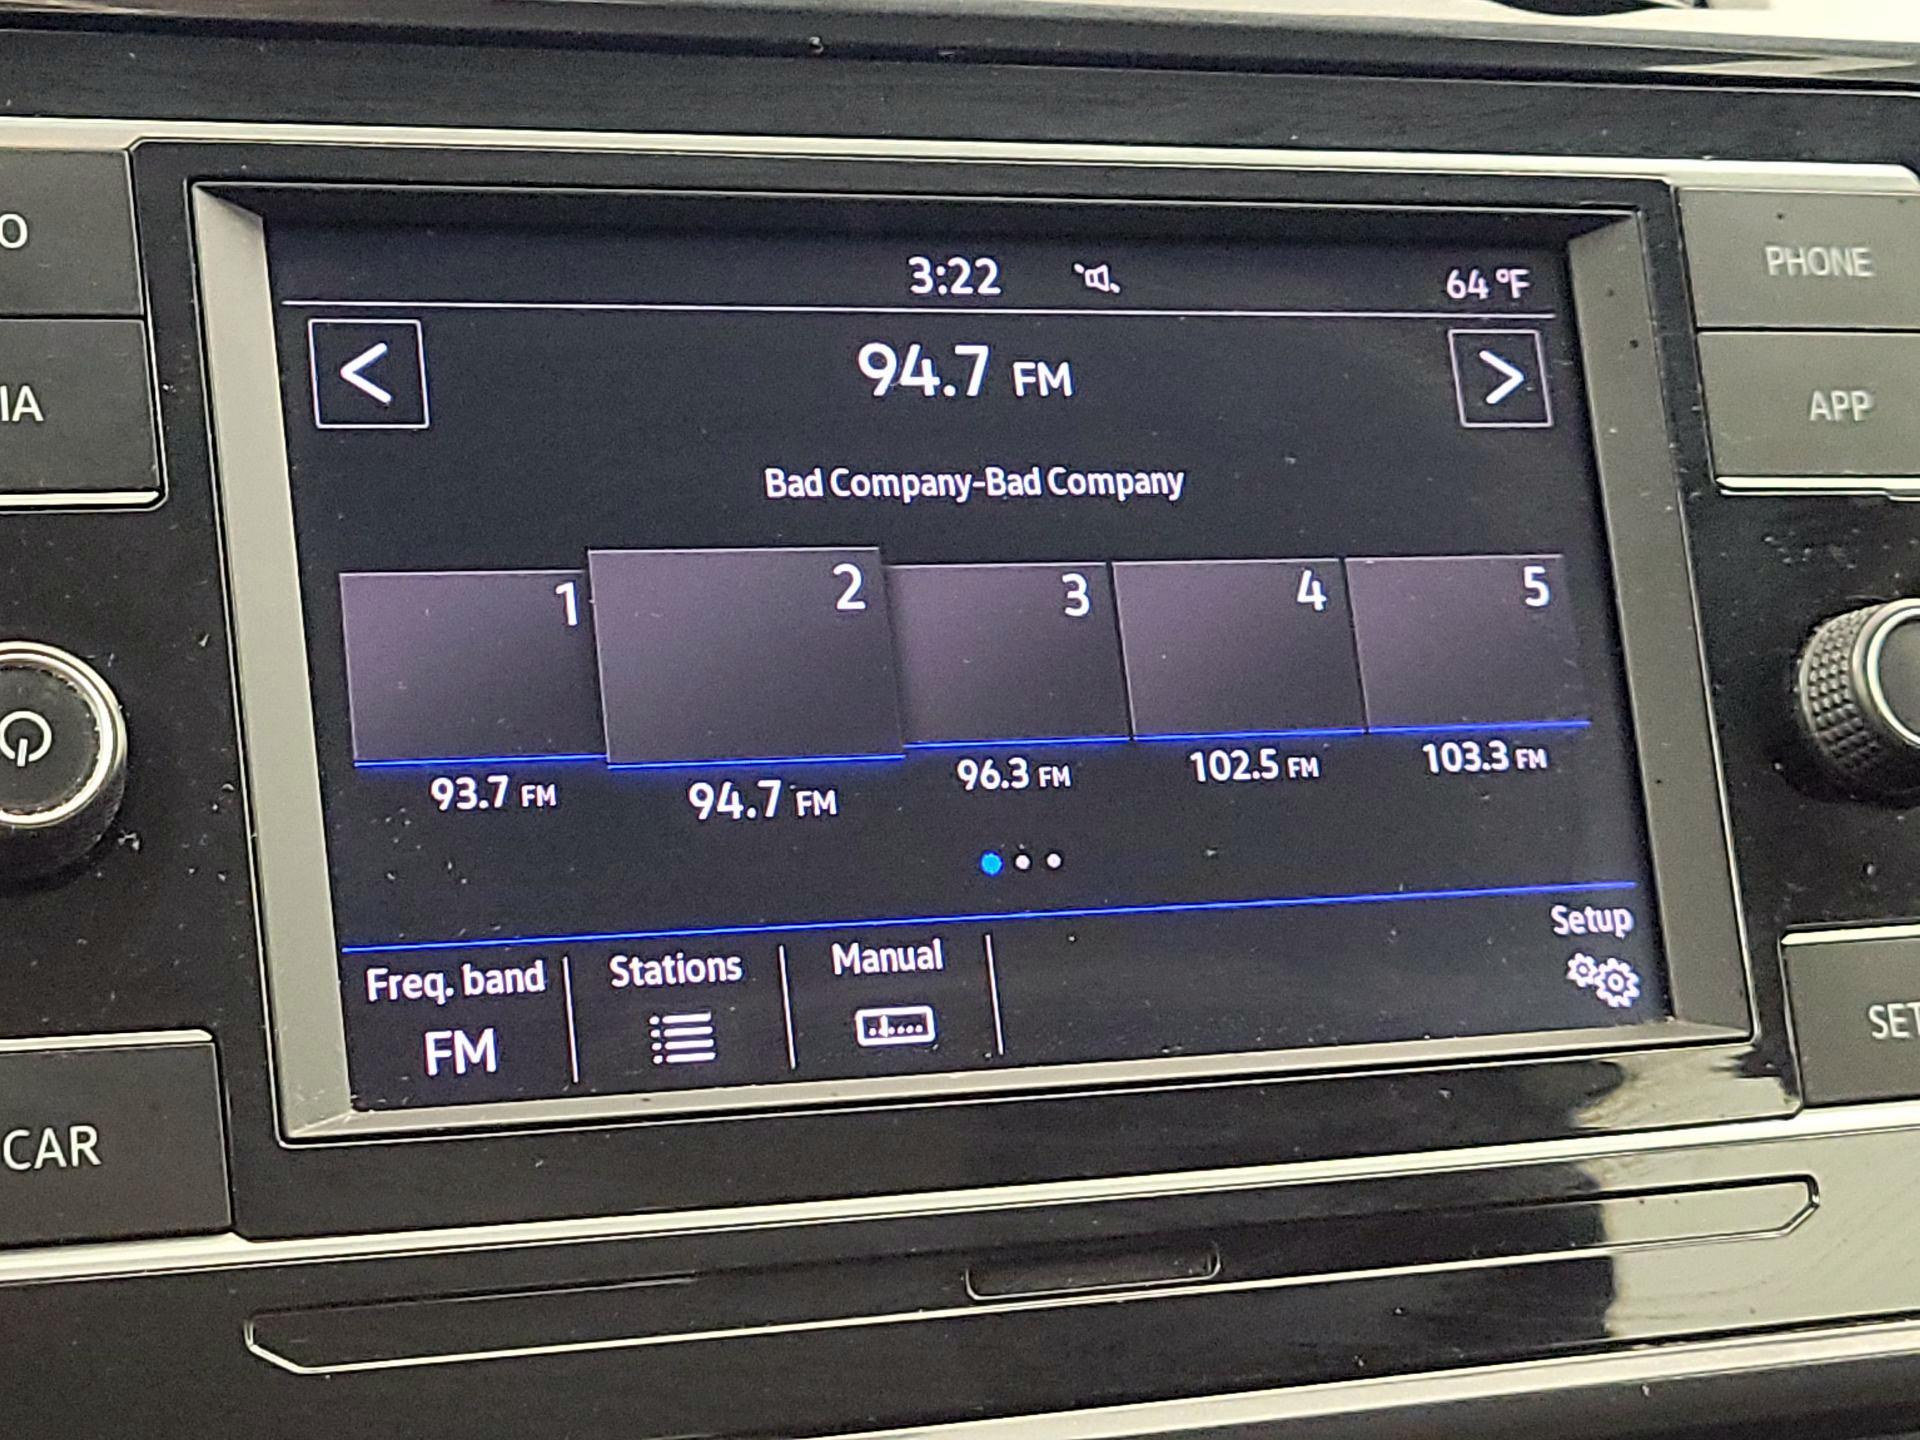 O
IA
CAR
3:22
64 °F
<
94.7 FM
>
Bad Company-Bad Company
1
2
3
4
5
93.7 FM
94.7 FM
96.3 FM
102.5 FM
103.3 FM
Freq. band
FM
Stations
Manual
Setup
PHONE
APP
SET